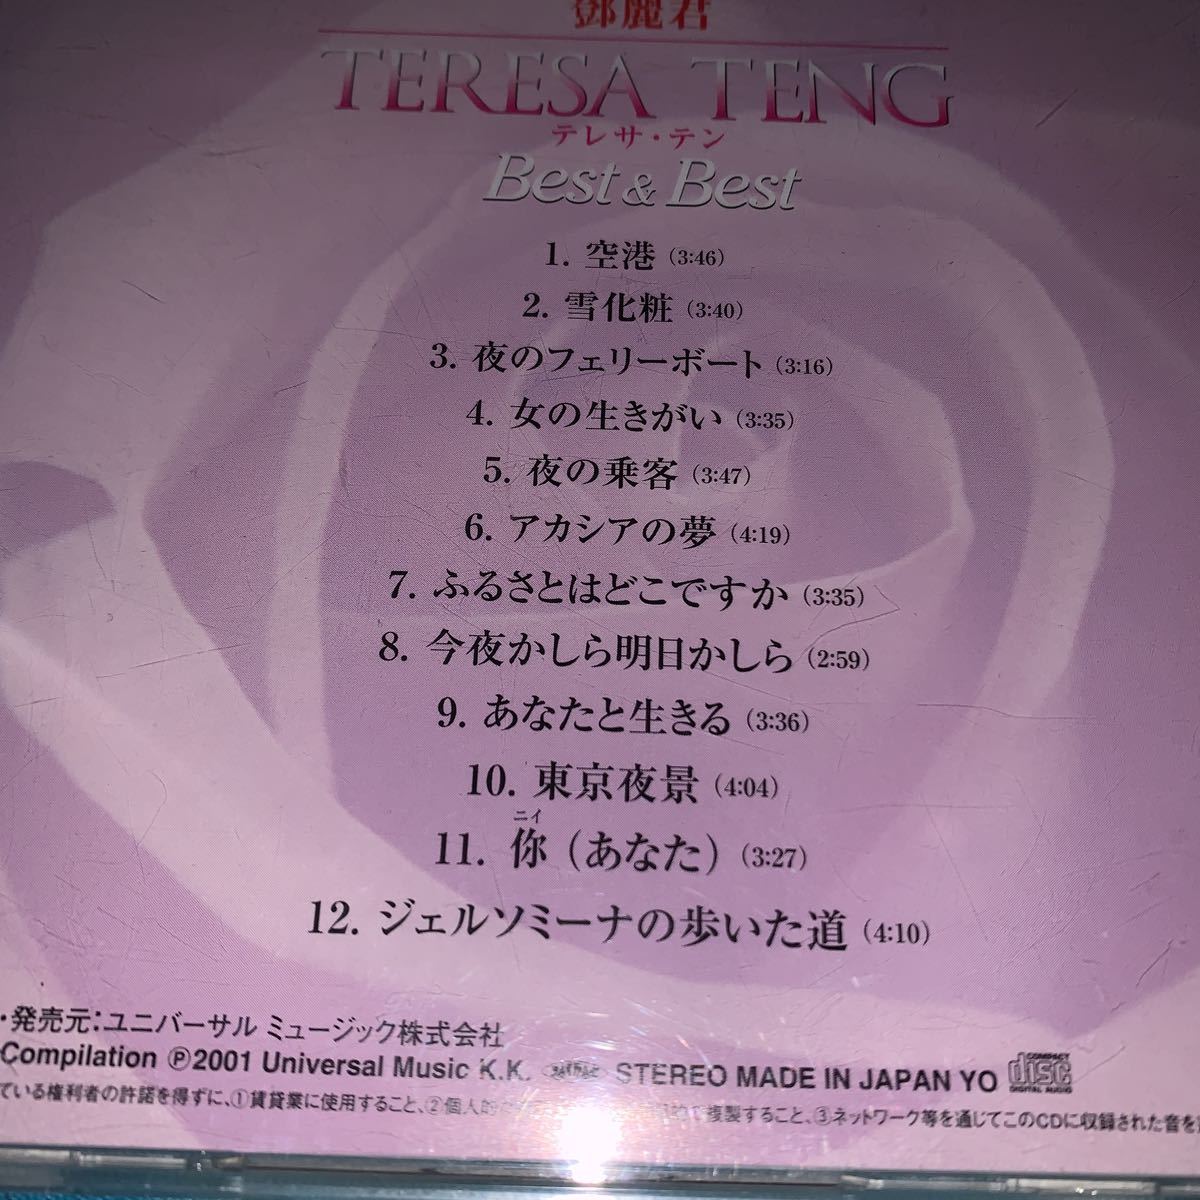 鄧麗君
TERESA TENG
テレサ・テン
Best & Best
1. 空港 (3:46)
2. 雪化粧 (3:40)
3. 夜のフェリーボート (3:16)
4. 女の生きがい (3:35)
5. 夜の乗客 (3:47)
6. アカシアの夢 (4:19)
7. ふるさとはどこですか (3:35)
8. 今夜かしら明日かしら (2:59)
9. あなたと生きる (3:36)
10. 東京夜景 (4:04)
ニイ
11. 你 (あなた) (3:27)
12. ジェルソミーナの歩いた道 (4:10)
・発売元:ユニバーサル ミュージック株式会社
Compilation ℗2001 Universal Music K.K. STEREO MADE IN JAPAN YO COMPACT disc DIGITAL AUDIO
ている権利者の許諾を得ずに、①賃貸業に使用すること、②個人的 で複製すること、③ネットワーク等を通じてこのCDに収録された音を